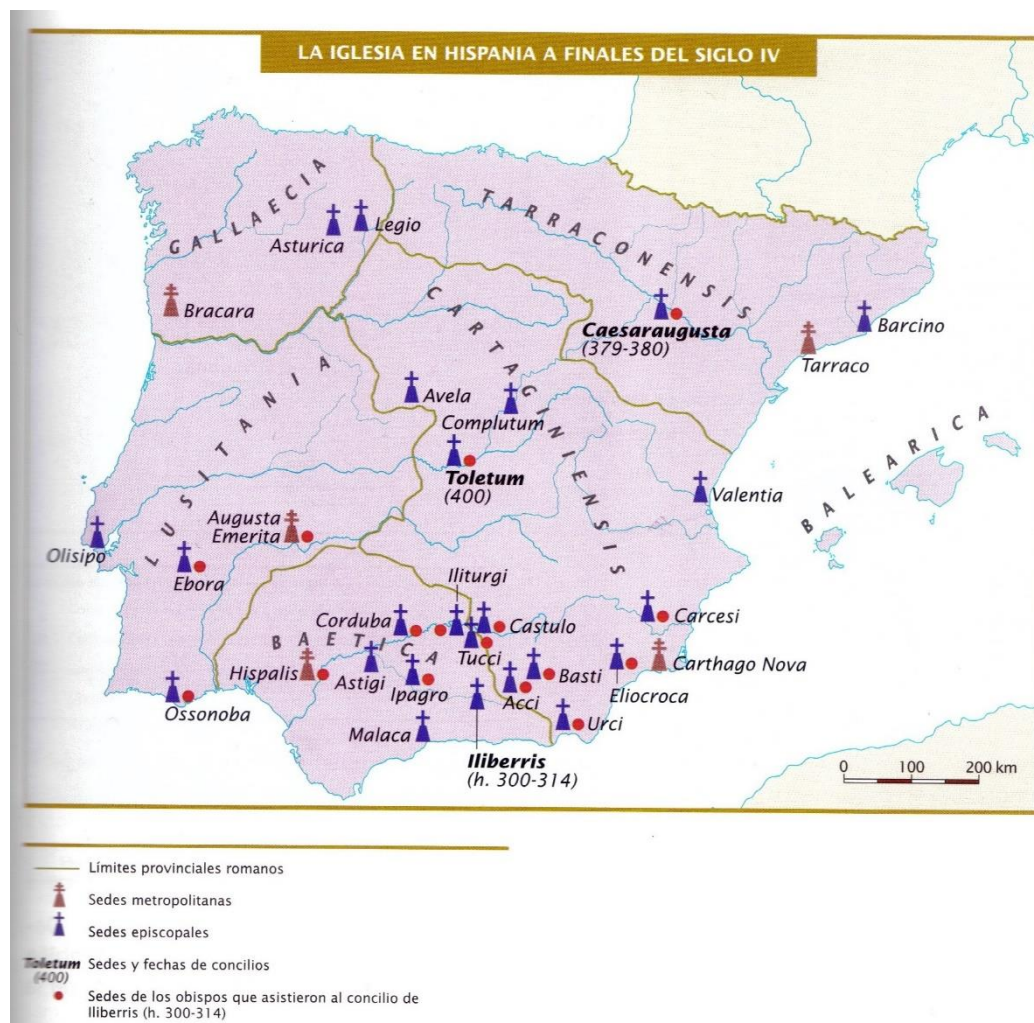 LA IGLESIA EN HISPANIA A FINALES DEL SIGLO IV
GALLAECIA
TARRACONENSIS
Asturica
Legio
Bracara
CARTAGINIENSIS
Caesaraugusta
(379-380)
Barcino
Tarraco
LUSITANIA
Avela
Complutum
BALEARICA
Toletum
(400)
Valentia
Augusta
Emerita
Olisipo
Ebora
Iliturgi
Corduba
Castulo
Carcesi
BAETICA
Tucci
Hispalis
Astigi
Ipagro
Acci
Basti
Eliocroca
Carthago Nova
Ossonoba
Malaca
Urci
Iliberris
(h. 300-314)
0 100 200 km
Límites provinciales romanos
Sedes metropolitanas
Sedes episcopales
Toletum
(400)
Sedes y fechas de concilios
Sedes de los obispos que asistieron al concilio de
Iliberris (h. 300-314)